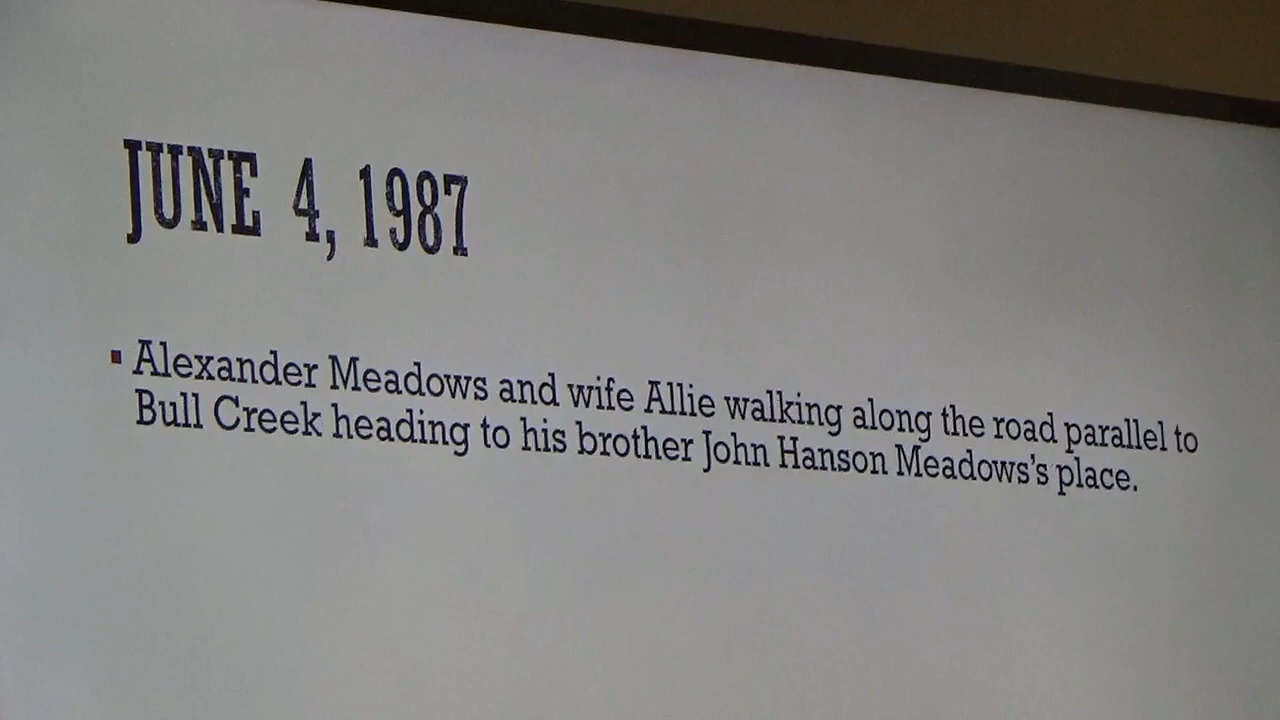 JUNE 4, 1987
▪ Alexander Meadows and wife Allie walking along the road parallel to
Bull Creek heading to his brother John Hanson Meadows's place.